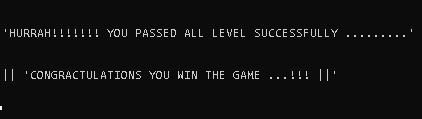 'HURRAH!!!!!!! YOU PASSED ALL LEVEL SUCCESSFULLY .........'
|| 'CONGRACTULATIONS YOU WIN THE GAME ...!!! ||'